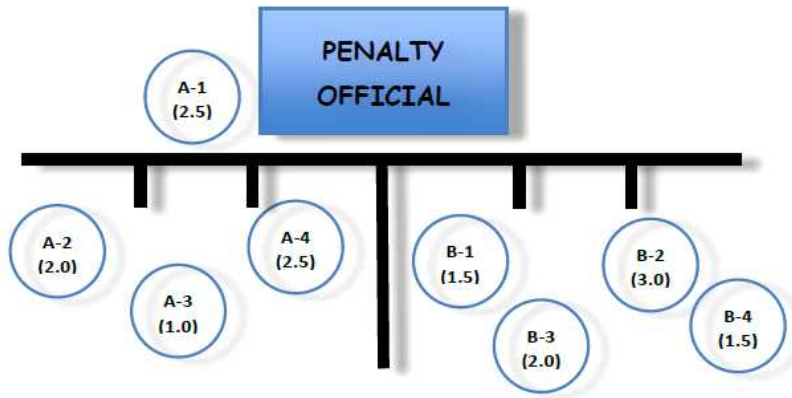 PENALTY
OFFICIAL
A-1
(2.5)
A-2
(2.0)
A-3
(1.0)
A-4
(2.5)
B-1
(1.5)
B-3
(2.0)
B-2
(3.0)
B-4
(1.5)